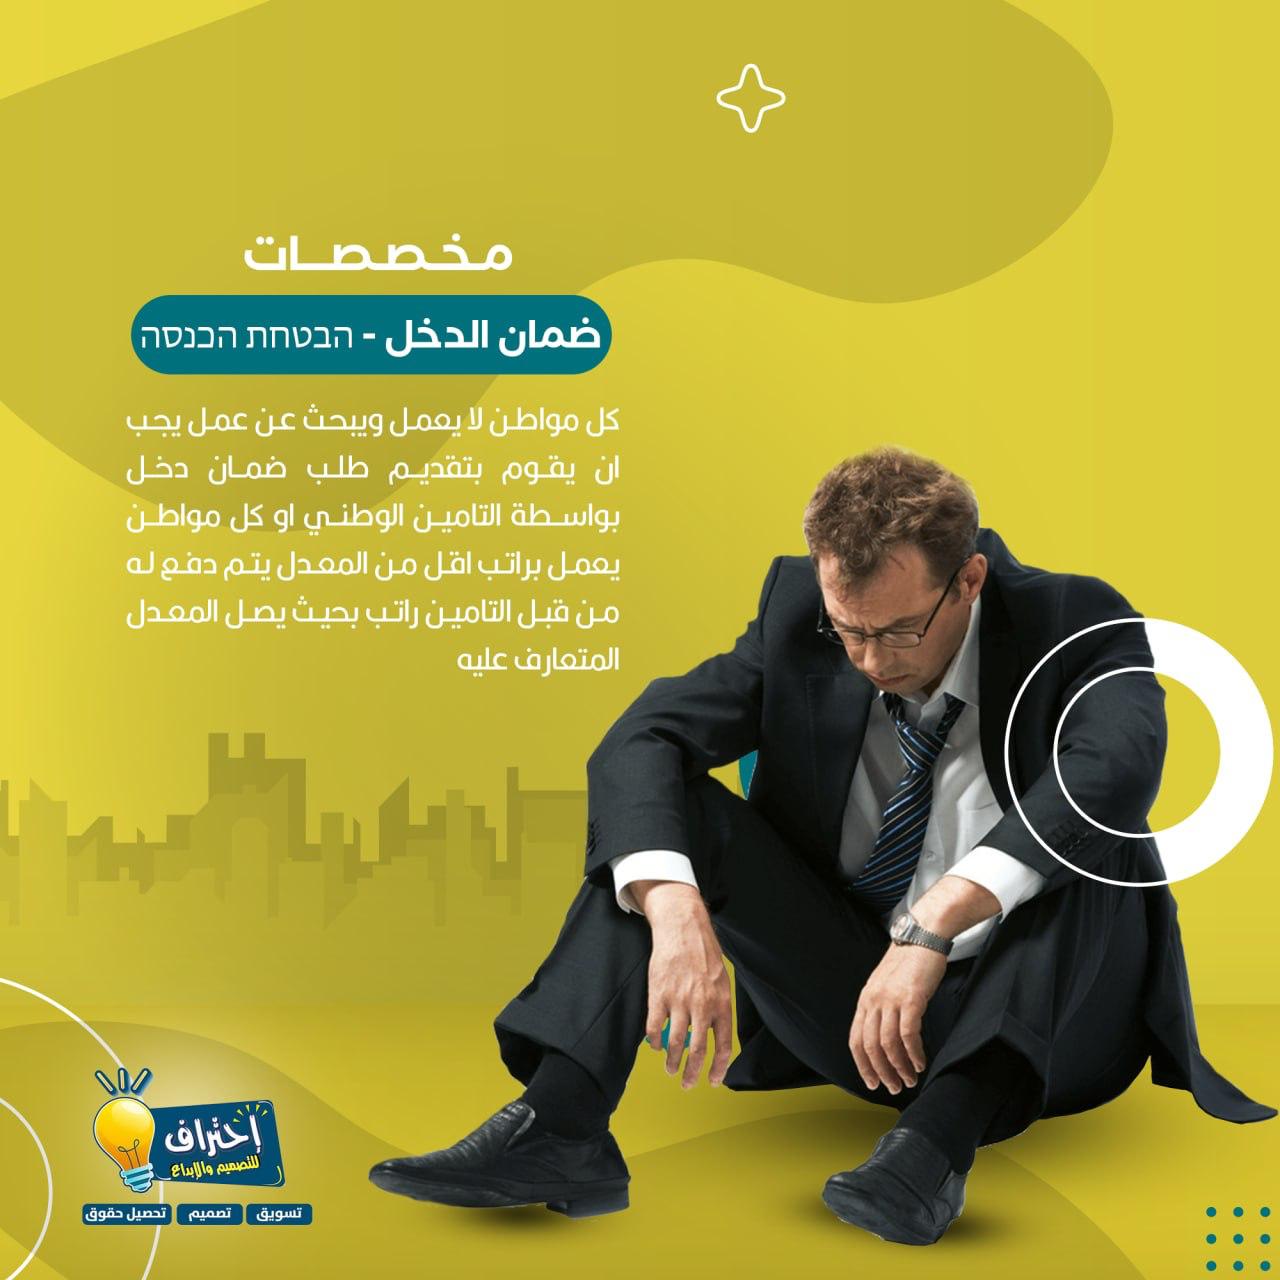 مخصصات
ضمان الدخل - הבטחת הכנסה
كل مواطن لا يعمل ويبحث عن عمل يجب
ان يقوم بتقديم طلب ضمان دخل
بواسطة التامين الوطني او كل مواطن
يعمل براتب اقل من المعدل يتم دفع له
من قبل التامين راتب بحيث يصل المعدل
المتعارف عليه
إحتراف
للتصميم والإبداع
تسويق تصميم تحصيل حقوق